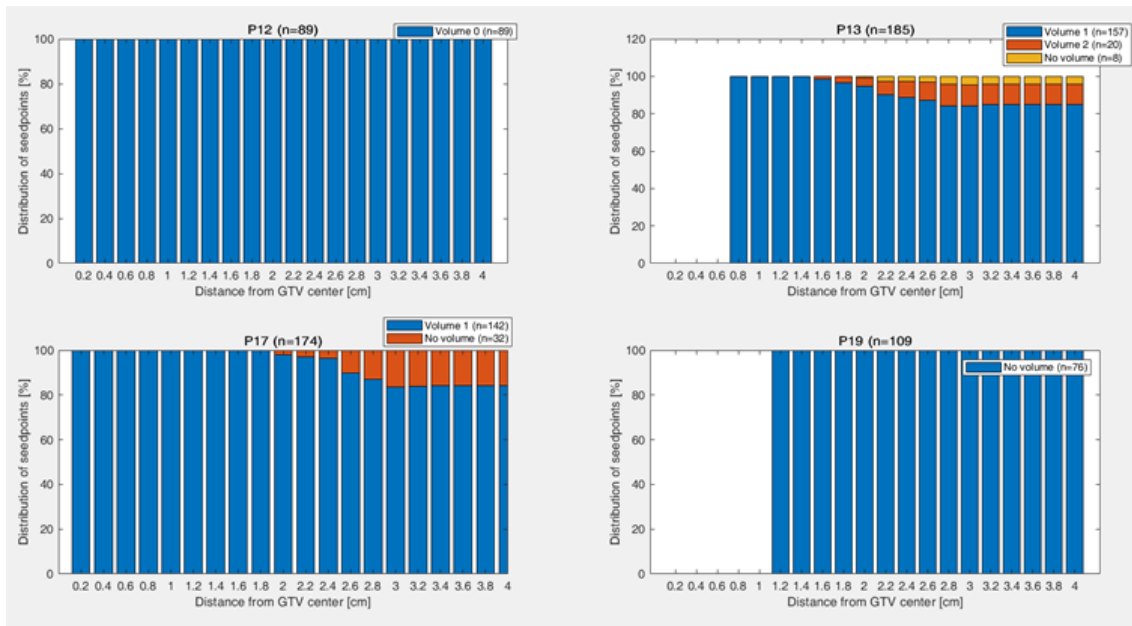 P12 (n=89)
Volume 0 (n=89)
Distribution of seedpoints [%]
100
80
60
40
20
0
0.2 0.4 0.6 0.8 1 1.2 1.4 1.6 1.8 2 2.2 2.4 2.6 2.8 3 3.2 3.4 3.6 3.8 4
Distance from GTV center [cm]
P13 (n=185)
Volume 1 (n=157)
Volume 2 (n=20)
No volume (n=8)
Distribution of seedpoints [%]
120
100
80
60
40
20
0
0.2 0.4 0.6 0.8 1 1.2 1.4 1.6 1.8 2 2.2 2.4 2.6 2.8 3 3.2 3.4 3.6 3.8 4
Distance from GTV center [cm]
P17 (n=174)
Volume 1 (n=142)
No volume (n=32)
Distribution of seedpoints [%]
100
80
60
40
20
0
0.2 0.4 0.6 0.8 1 1.2 1.4 1.6 1.8 2 2.2 2.4 2.6 2.8 3 3.2 3.4 3.6 3.8 4
Distance from GTV center [cm]
P19 (n=109
No volume (n=76)
Distribution of seedpoints [%]
100
80
60
40
20
0
0.2 0.4 0.6 0.8 1 1.2 1.4 1.6 1.8 2 2.2 2.4 2.6 2.8 3 3.2 3.4 3.6 3.8 4
Distance from GTV center [cm]